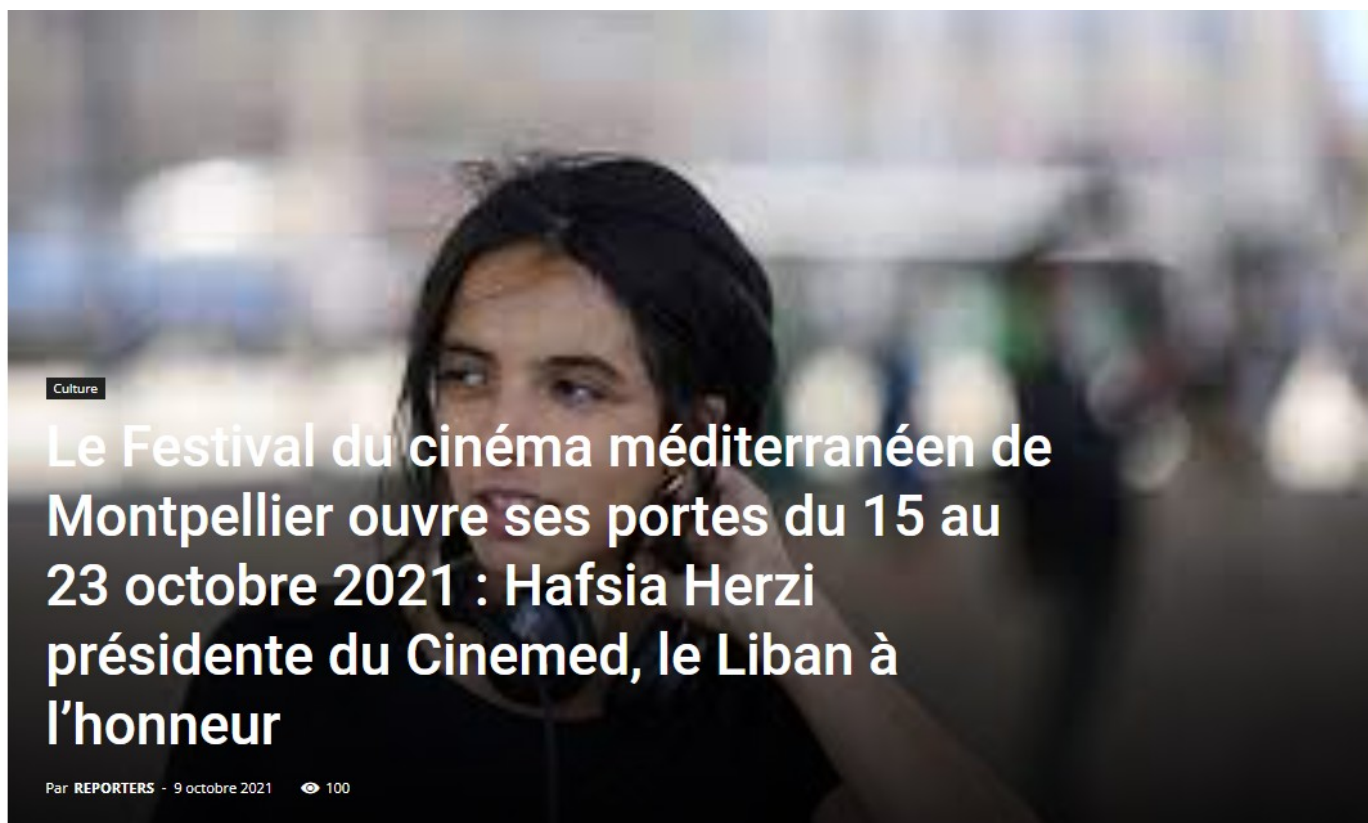 Culture
Le Festival du cinéma méditerranéen de
Montpellier ouvre ses portes du 15 au
23 octobre 2021 : Hafsia Herzi
présidente du Cinemed, le Liban à
l’honneur
Par REPORTERS - 9 octobre 2021 100